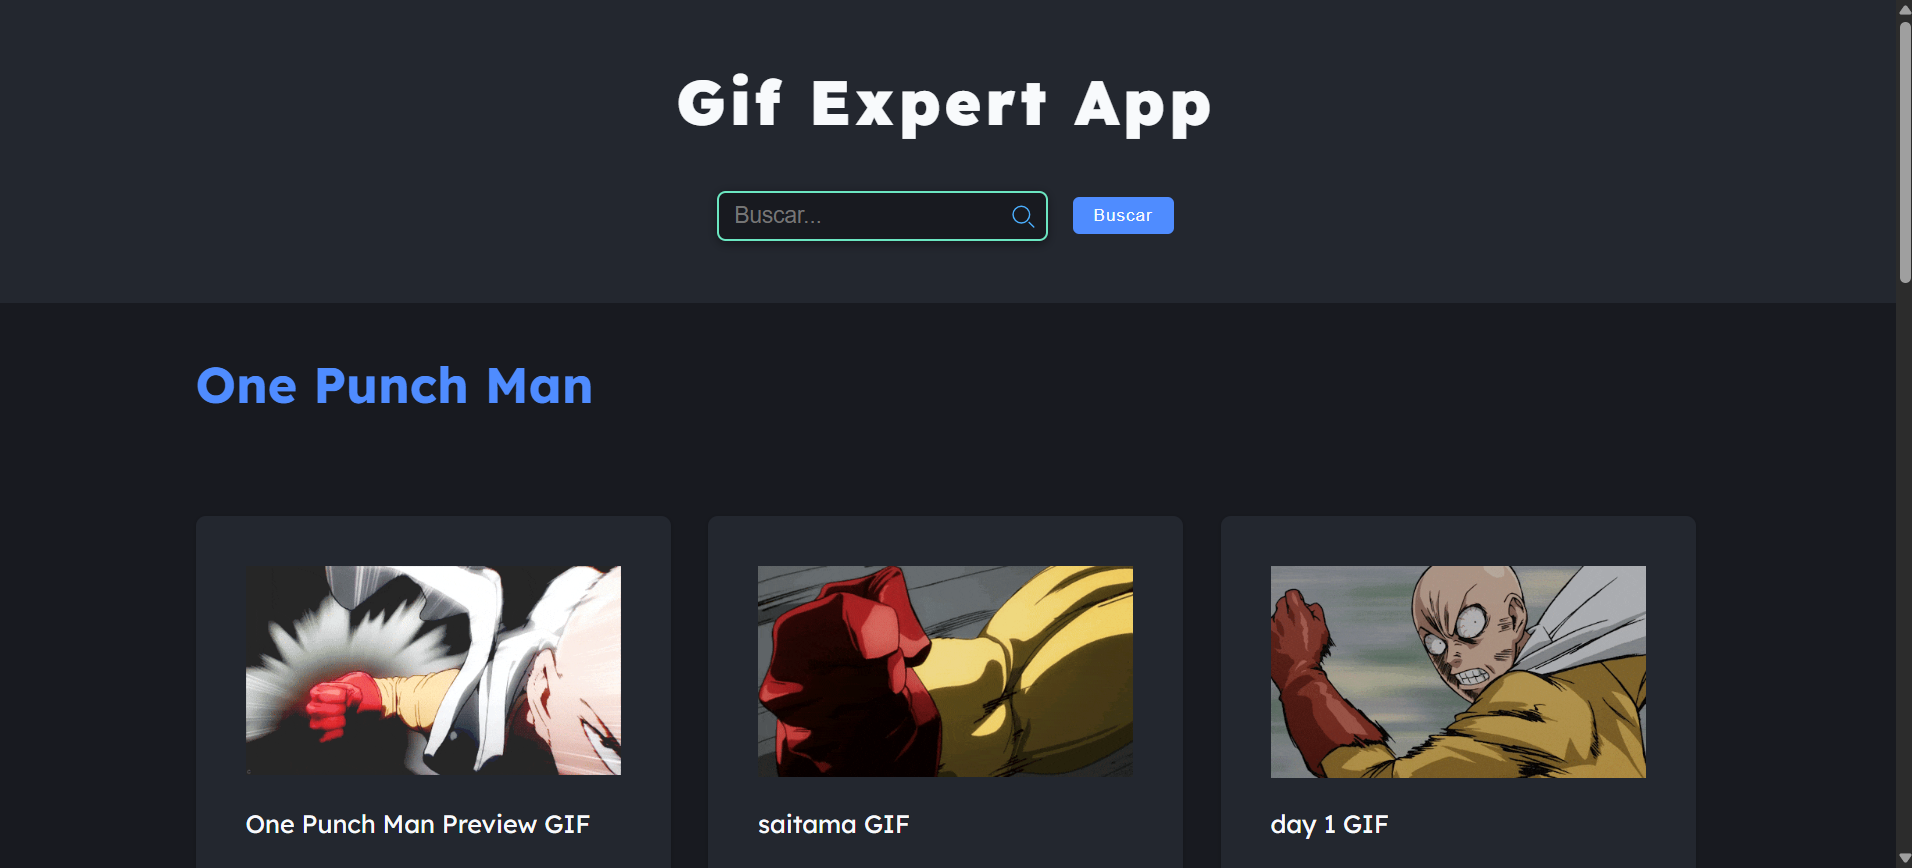 Gif Expert App
Buscar...
Buscar
One Punch Man
One Punch Man Preview GIF
saitama GIF
day 1 GIF